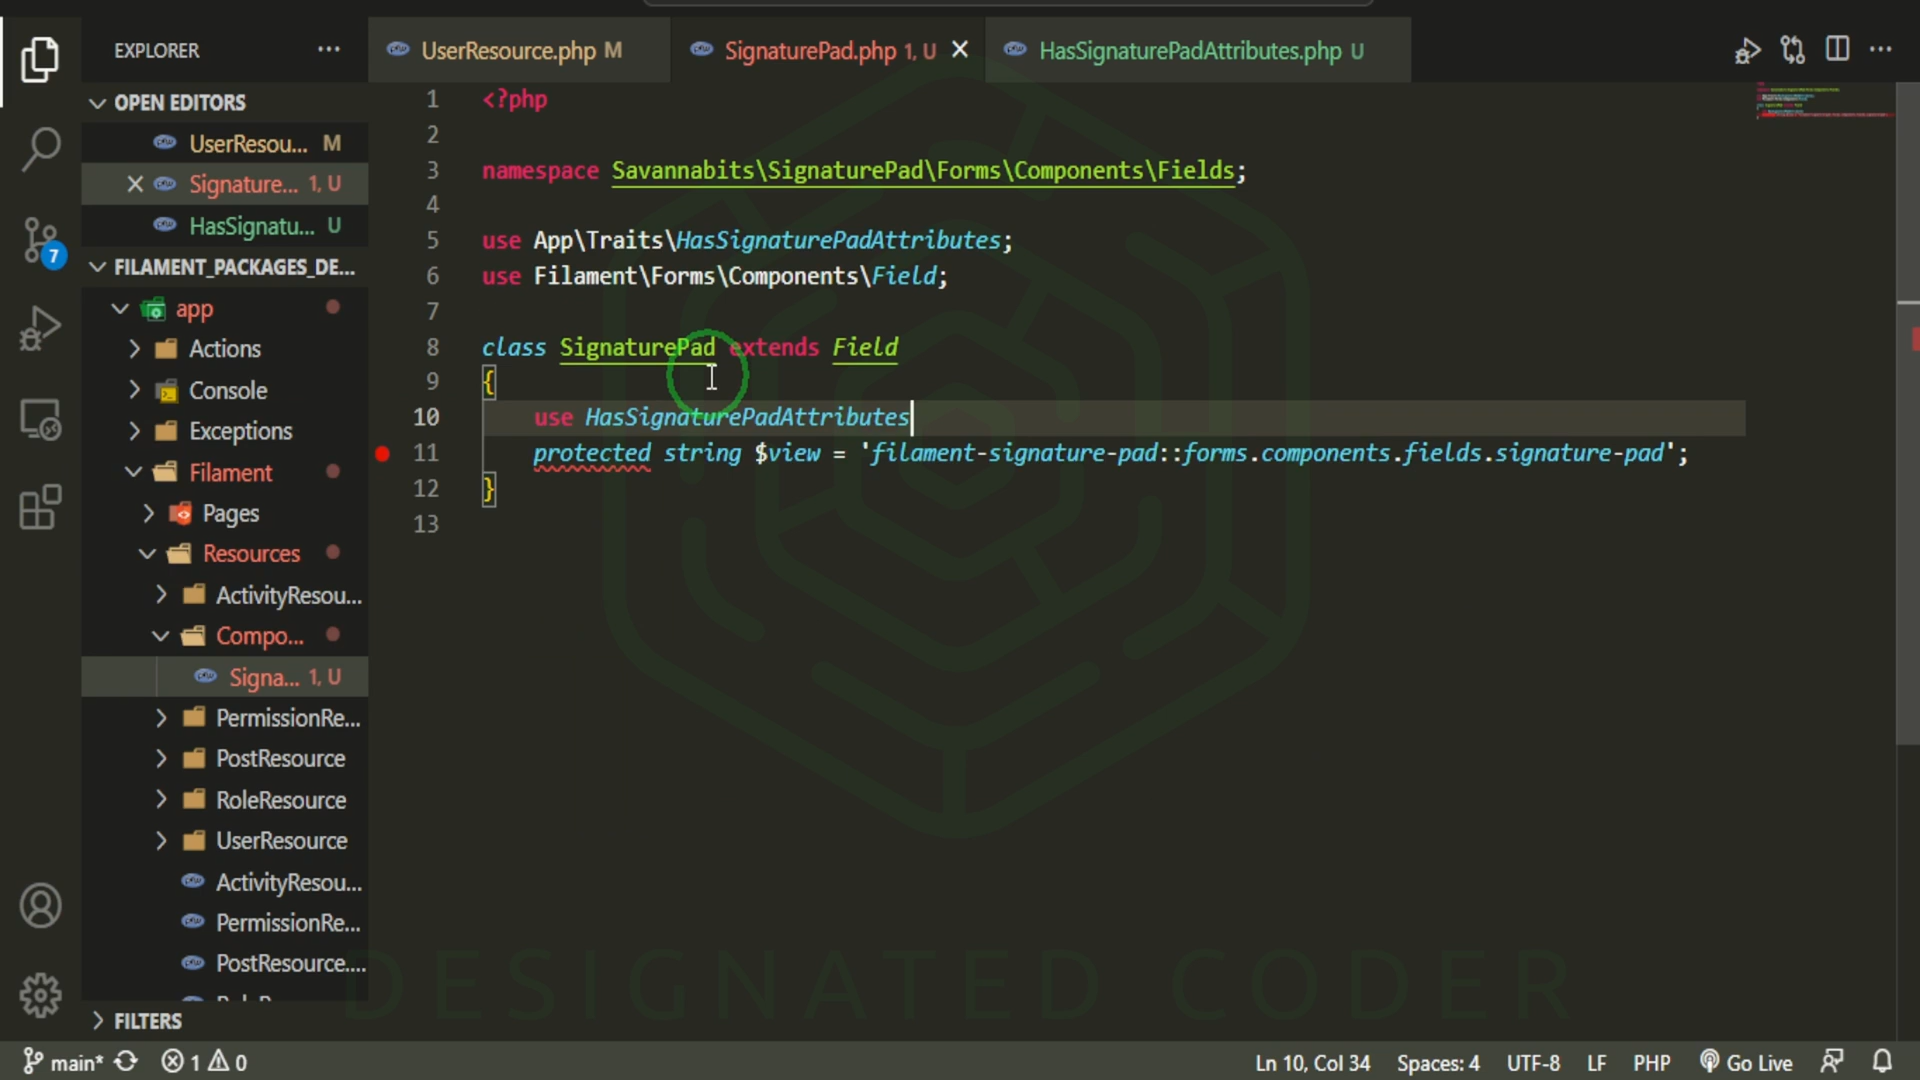 EXPLORER
UserResource.php M
SignaturePad.php 1, U
HasSignaturePadAttributes.php U
OPEN EDITORS
UserResou... M
Signature... 1, U
HasSignatu... U
FILAMENT_PACKAGES_DE...
app
Actions
Console
Exceptions
Filament
Pages
Resources
ActivityResou...
Compo...
Signa... 1, U
PermissionRe...
PostResource
RoleResource
UserResource
ActivityResou...
PermissionRe...
PostResource....
FILTERS
7
1 <?php
2
3 namespace Savannabits\SignaturePad\Forms\Components\Fields;
4
5 use App\Traits\HasSignaturePadAttributes;
6 use Filament\Forms\Components\Field;
7
8 class SignaturePad extends Field
9 {
10 use HasSignaturePadAttributes
11 protected string $view = 'filament-signature-pad::forms.components.fields.signature-pad';
12 }
13
DESIGNATED CODER
main* 1 0
Ln 10, Col 34 Spaces: 4 UTF-8 LF PHP Go Live